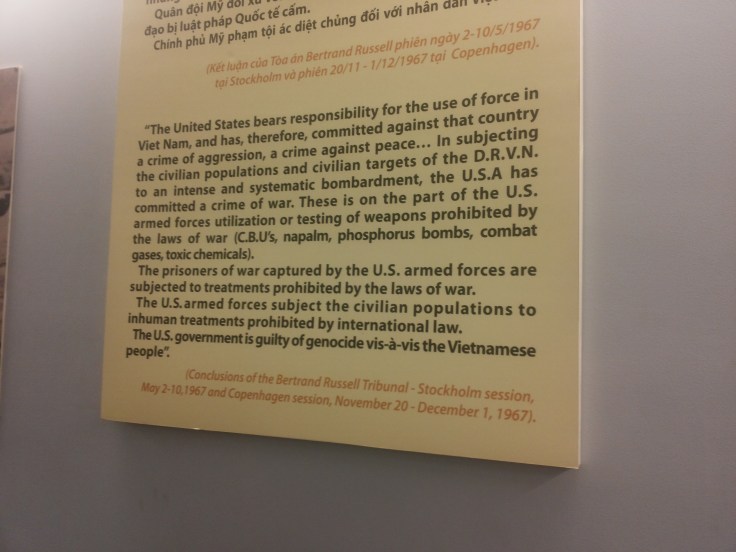 Quân đội Mỹ đối xử
đạo bị luật pháp Quốc tế cấm.
Chính phủ Mỹ phạm tội ác diệt chủng đối với nhân dân Việt
(Kết luận của Tòa án Bertrand Russell phiên ngày 2-10/5/1967
tại Stockholm và phiên 20/11 - 1/12/1967 tại Copenhagen).
"The United States bears responsibility for the use of force in
Viet Nam, and has, therefore, committed against that country
a crime of aggression, a crime against peace... In subjecting
the civilian populations and civilian targets of the D.R.V.N.
to an intense and systematic bombardment, the U.S.A has
committed a crime of war. These is on the part of the U.S.
armed forces utilization or testing of weapons prohibited by
the laws of war (C.B.U's, napalm, phosphorus bombs, combat
gases, toxic chemicals).
The prisoners of war captured by the U.S. armed forces are
subjected to treatments prohibited by the laws of war.
The U.S. armed forces subject the civilian populations to
inhuman treatments prohibited by international law.
The U.S. government is guilty of genocide vis-à-vis the Vietnamese
people".
(Conclusions of the Bertrand Russell Tribunal - Stockholm session,
May 2-10,1967 and Copenhagen session, November 20 - December 1, 1967).